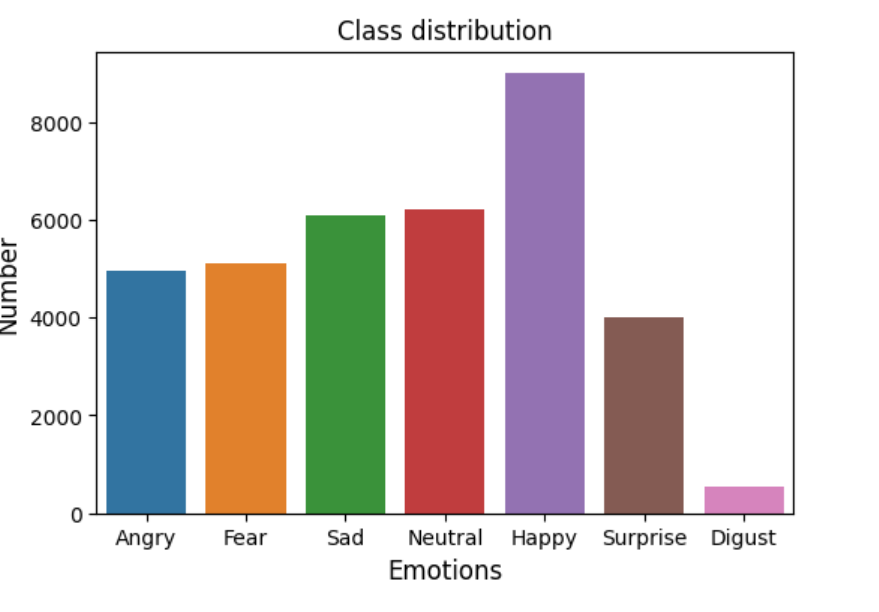 Class distribution
Number
8000
6000
4000
2000
0
Angry Fear Sad Neutral Happy Surprise Digust
Emotions